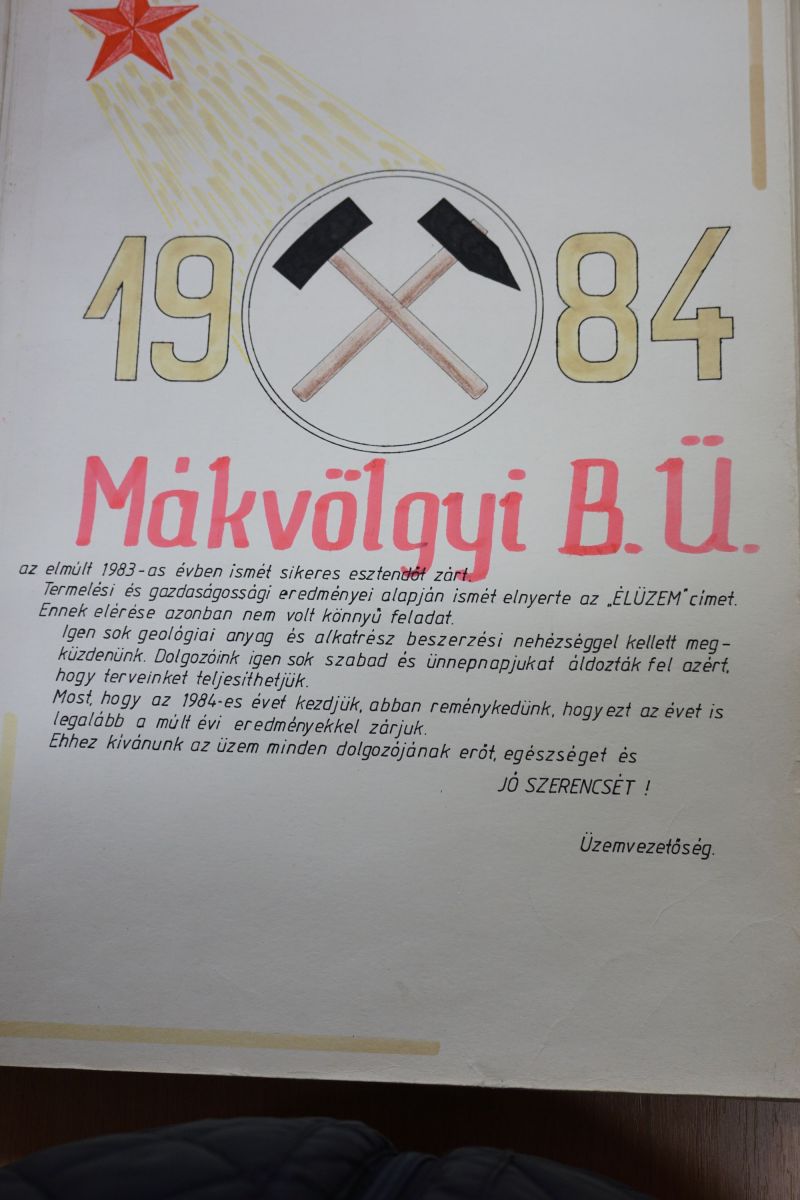 1984
Mákvölgyi B.Ü.
az elmúlt 1983-as évben ismét sikeres esztendőt zárt.
Termelési és gazdaságossági eredményei alapján ismét elnyerte az „ÉLÜZEM" címet.
Ennek elérése azonban nem volt könnyű feladat.
Igen sok geológiai anyag és alkatrész beszerzési nehézséggel kellett meg-
küzdenünk. Dolgozóink igen sok szabad és ünnepnapjukat áldozták fel azért,
hogy terveinket teljesíthetjük.
Most, hogy az 1984-es évet kezdjük, abban reménykedünk, hogy ezt az évet is
legalább a múlt évi eredményekkel zárjuk.
Ehhez kívánunk az üzem minden dolgozójának erőt, egészséget és
JÓ SZERENCSÉT !
Üzemvezetőség.